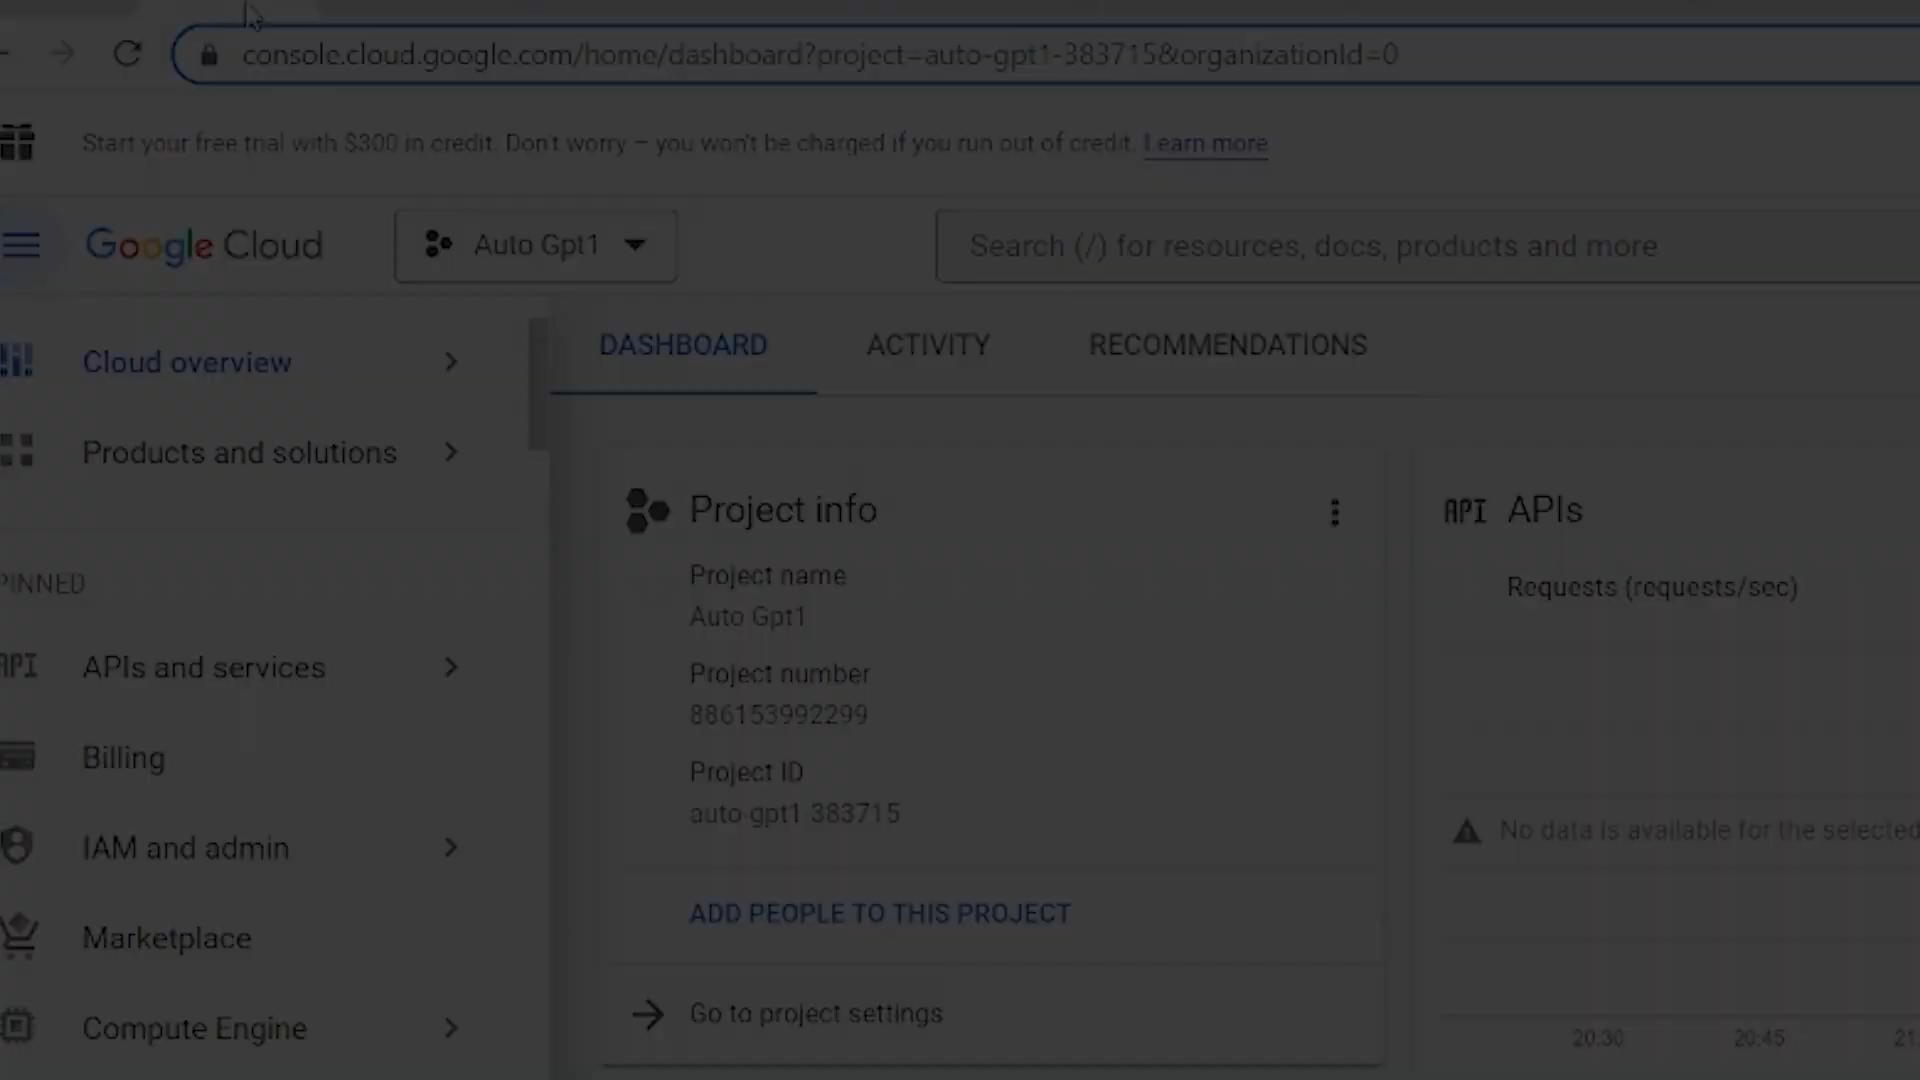 console.cloud.google.com/home/dashboard?project=auto-gpt1-383715&organizationId=0
Start your free trial with $300 in credit. Don't worry – you won't be charged if you run out of credit. Learn more
Google Cloud
Auto Gpt1
Search (/) for resources, docs, products and more
Cloud overview
Products and solutions
PINNED
API APIs and services
Billing
IAM and admin
Marketplace
Compute Engine
DASHBOARD
ACTIVITY
RECOMMENDATIONS
Project info
Project name
Auto Gpt1
Project number
886153992299
Project ID
auto-gpt1-383715
ADD PEOPLE TO THIS PROJECT
Go to project settings
API APIs
Requests (requests/sec)
No data is available for the selected
20:30
20:45
21: